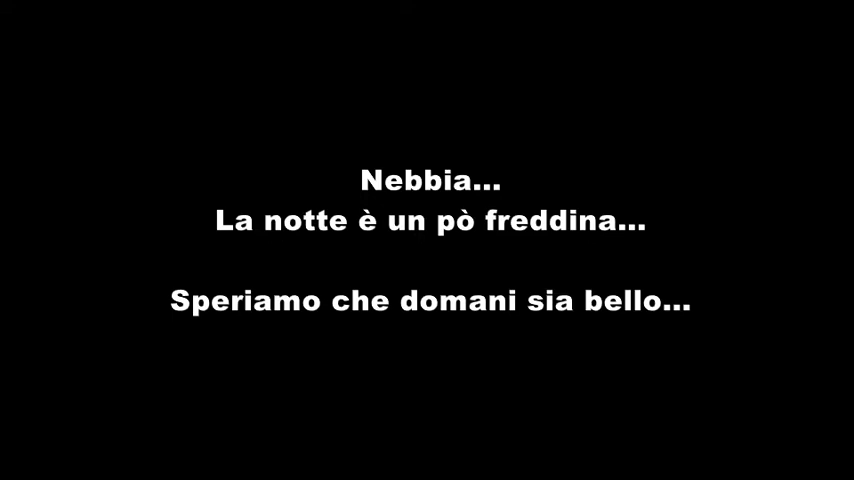 Nebbia...
La notte è un pò freddina...
Speriamo che domani sia bello...